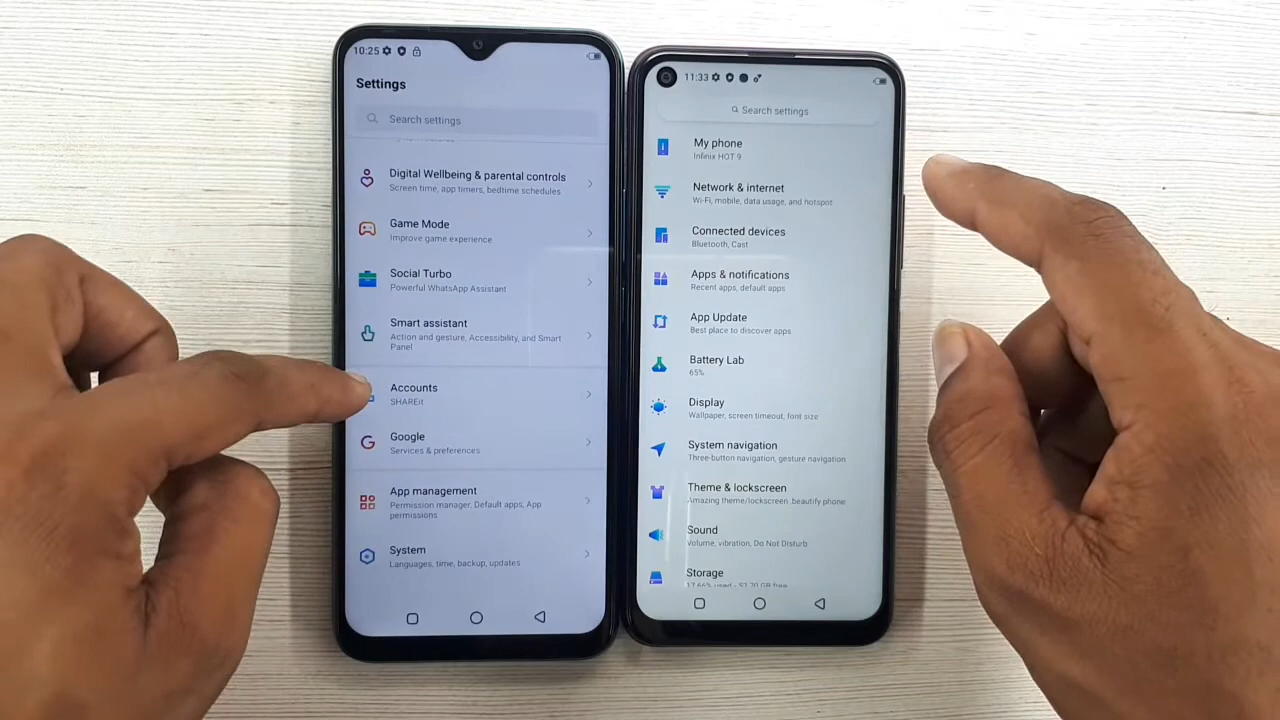 10:25
Settings
Search settings
Digital Wellbeing & parental controls
Screen time, app timers, bedtime schedules
Game Mode
Improve game experience
Social Turbo
Powerful WhatsApp Assistant
Smart assistant
Action and gesture, Accessibility, and Smart
Panel
Accounts
SHAREit
Google
Services & preferences
App management
Permission manager, Default apps, App
permissions
System
Languages, time, backup, updates
11:33
Search settings
My phone
Infinix HOT 9
Network & internet
Wi-Fi, mobile, data usage, and hotspot
Connected devices
Bluetooth, Cast
Apps & notifications
Recent apps, default apps
App Update
Best place to discover apps
Battery Lab
65%
Display
Wallpaper, screen timeout, font size
System navigation
Three-button navigation, gesture navigation
Theme & lockscreen
Amazing theme/lockscreen ,beautify phone
Sound
Volume, vibration, Do Not Disturb
Storage